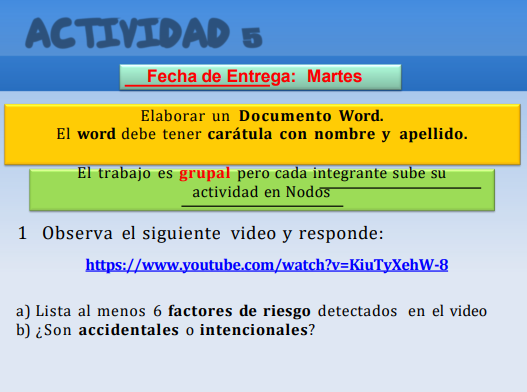 ACTIVIDAD 5
Fecha de Entrega: Martes
Elaborar un Documento Word.
El word debe tener carátula con nombre y apellido.
El trabajo es grupal pero cada integrante sube su
actividad en Nodos
1 Observa el siguiente video y responde:
https://www.youtube.com/watch?v=KiuTyXehW-8
a) Lista al menos 6 factores de riesgo detectados en el video
b) ¿Son accidentales o intencionales?